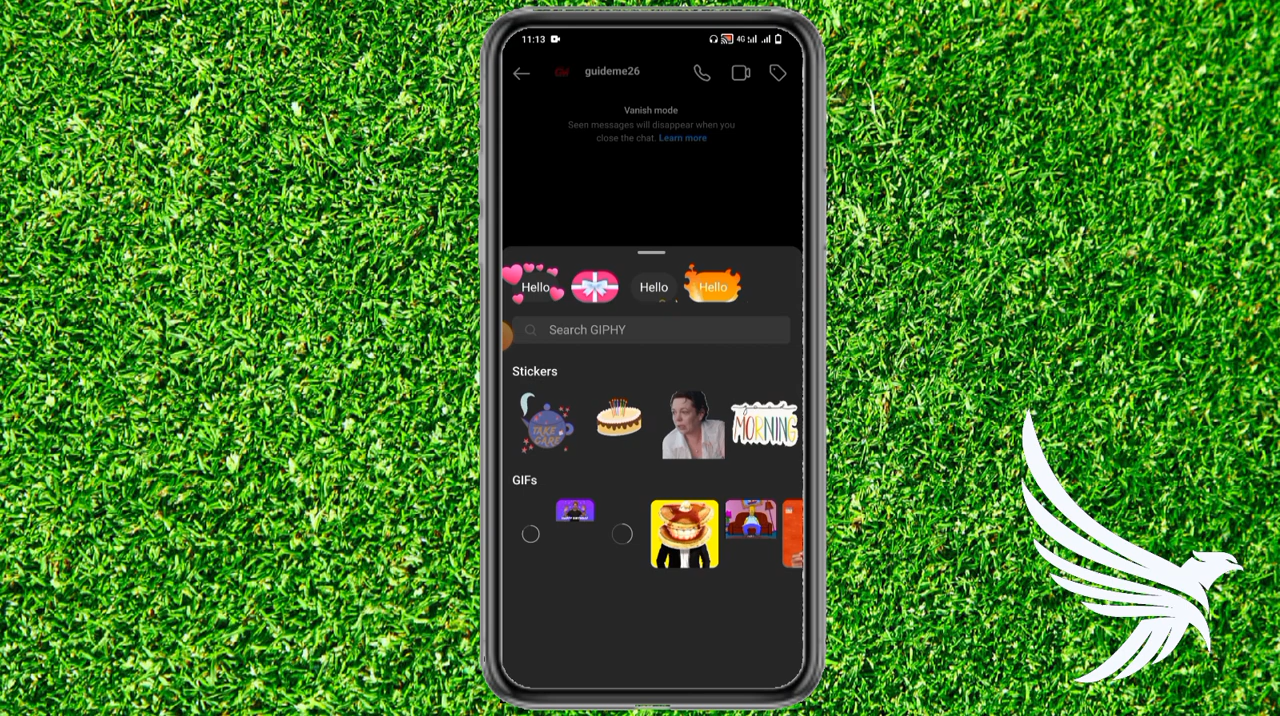 11:13
4G
guideme26
Vanish mode
Seen messages will disappear when you
close the chat. Learn more
Hello
Hello
Hello
Search GIPHY
Stickers
TAKE
CARE
MORNING
GIFs